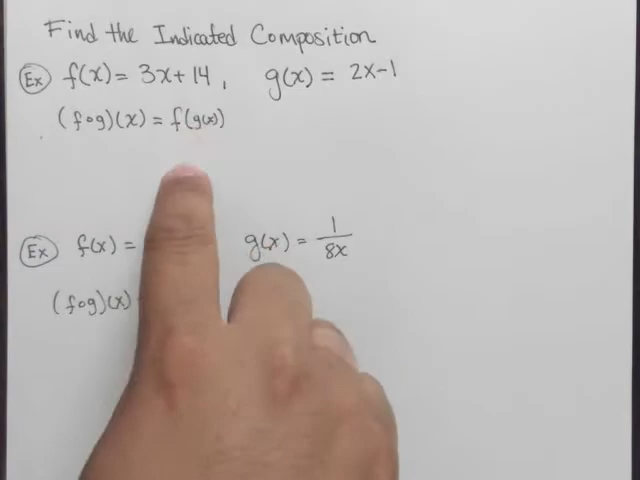 Find the Indicated Composition
Ex f(x) = 3x+14, g(x) = 2x-1
(f∘g)(x) = f(g(x))
Ex f(x) = g(x) = 1/8x
(f∘g)(x)